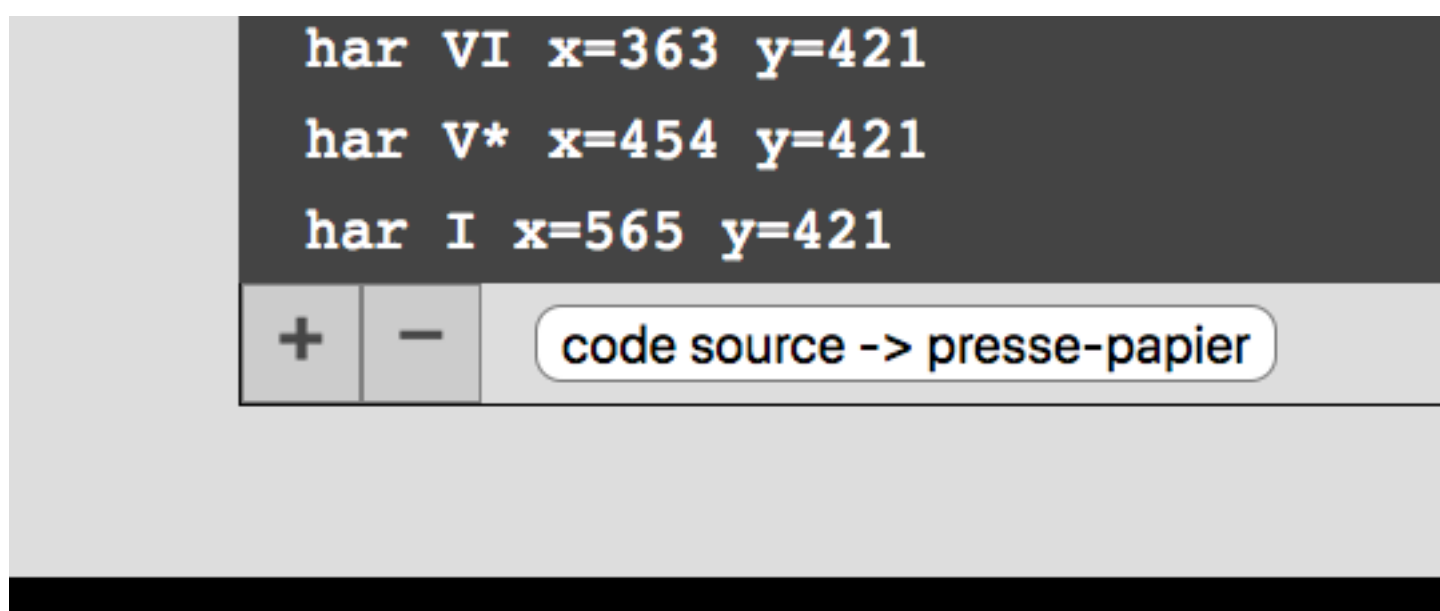 har VI x=363 y=421
har V* x=454 y=421
har I x=565 y=421
+ − code source -> presse-papier